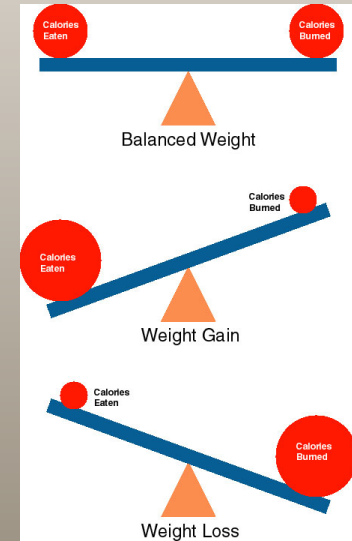 Calories
Eaten
Calories
Burned
Balanced Weight
Calories
Burned
Calories
Eaten
Weight Gain
Calories
Eaten
Calories
Burned
Weight Loss